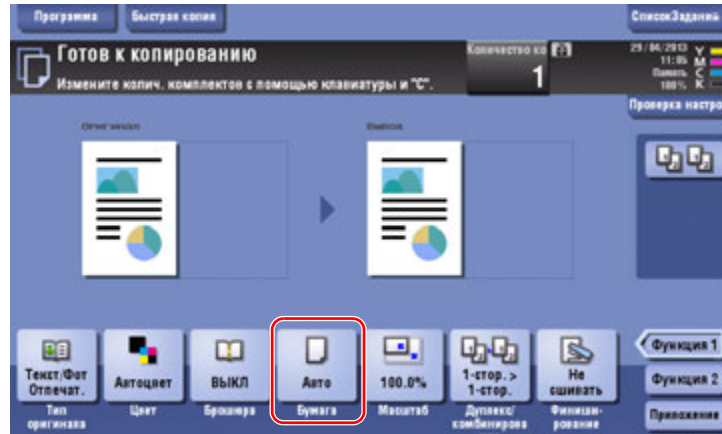 Программа
Быстрая копия
СписокЗаданий
Готов к копированию
Количество ко
1
Измените колич. комплектов с помощью клавиатуры и "C".
29/04/2013
11:05
Память
100%
Y
M
C
K
Проверка настро
Оригинал
Выпуск
Текст/Фот
Отпечат.
Тип
оригинала
Автоцвет
Цвет
ВЫКЛ
Брошюра
Авто
Бумага
100.0%
Масштаб
1-стор. >
1-стор.
Дуплекс/
комбинирова
Не
сшивать
Финиши-
рование
Функция 1
Функция 2
Приложение